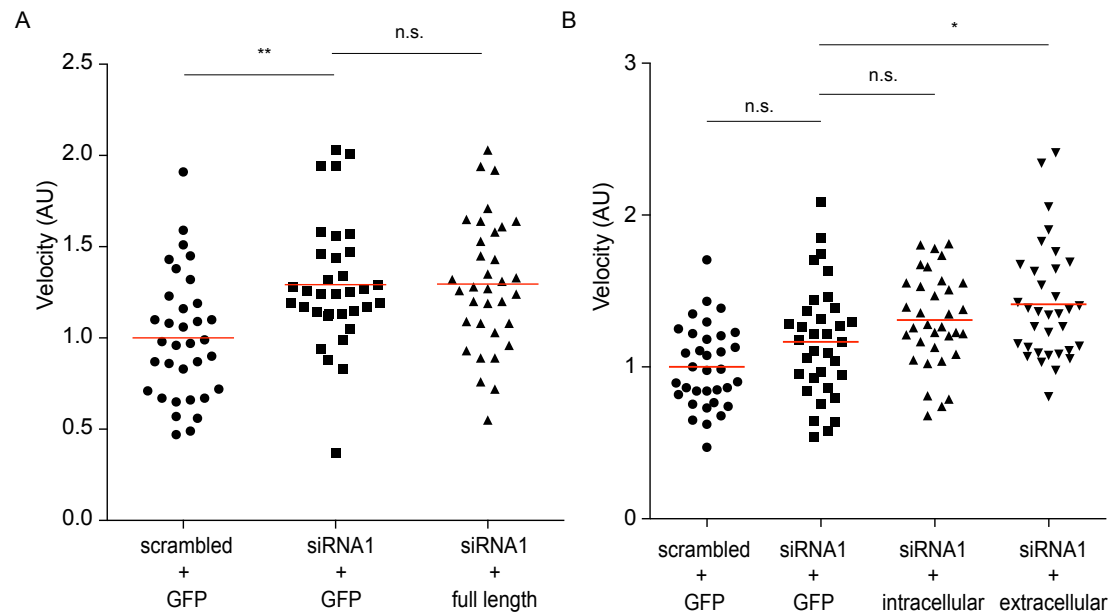 A
B
n.s.
**
*
n.s.
n.s.
Velocity (AU)
2.5
2.0
1.5
1.0
0.5
0.0
scrambled
+
GFP
siRNA1
+
GFP
siRNA1
+
full length
Velocity (AU)
3
2
1
0
scrambled
+
GFP
siRNA1
+
GFP
siRNA1
+
intracellular
siRNA1
+
extracellular